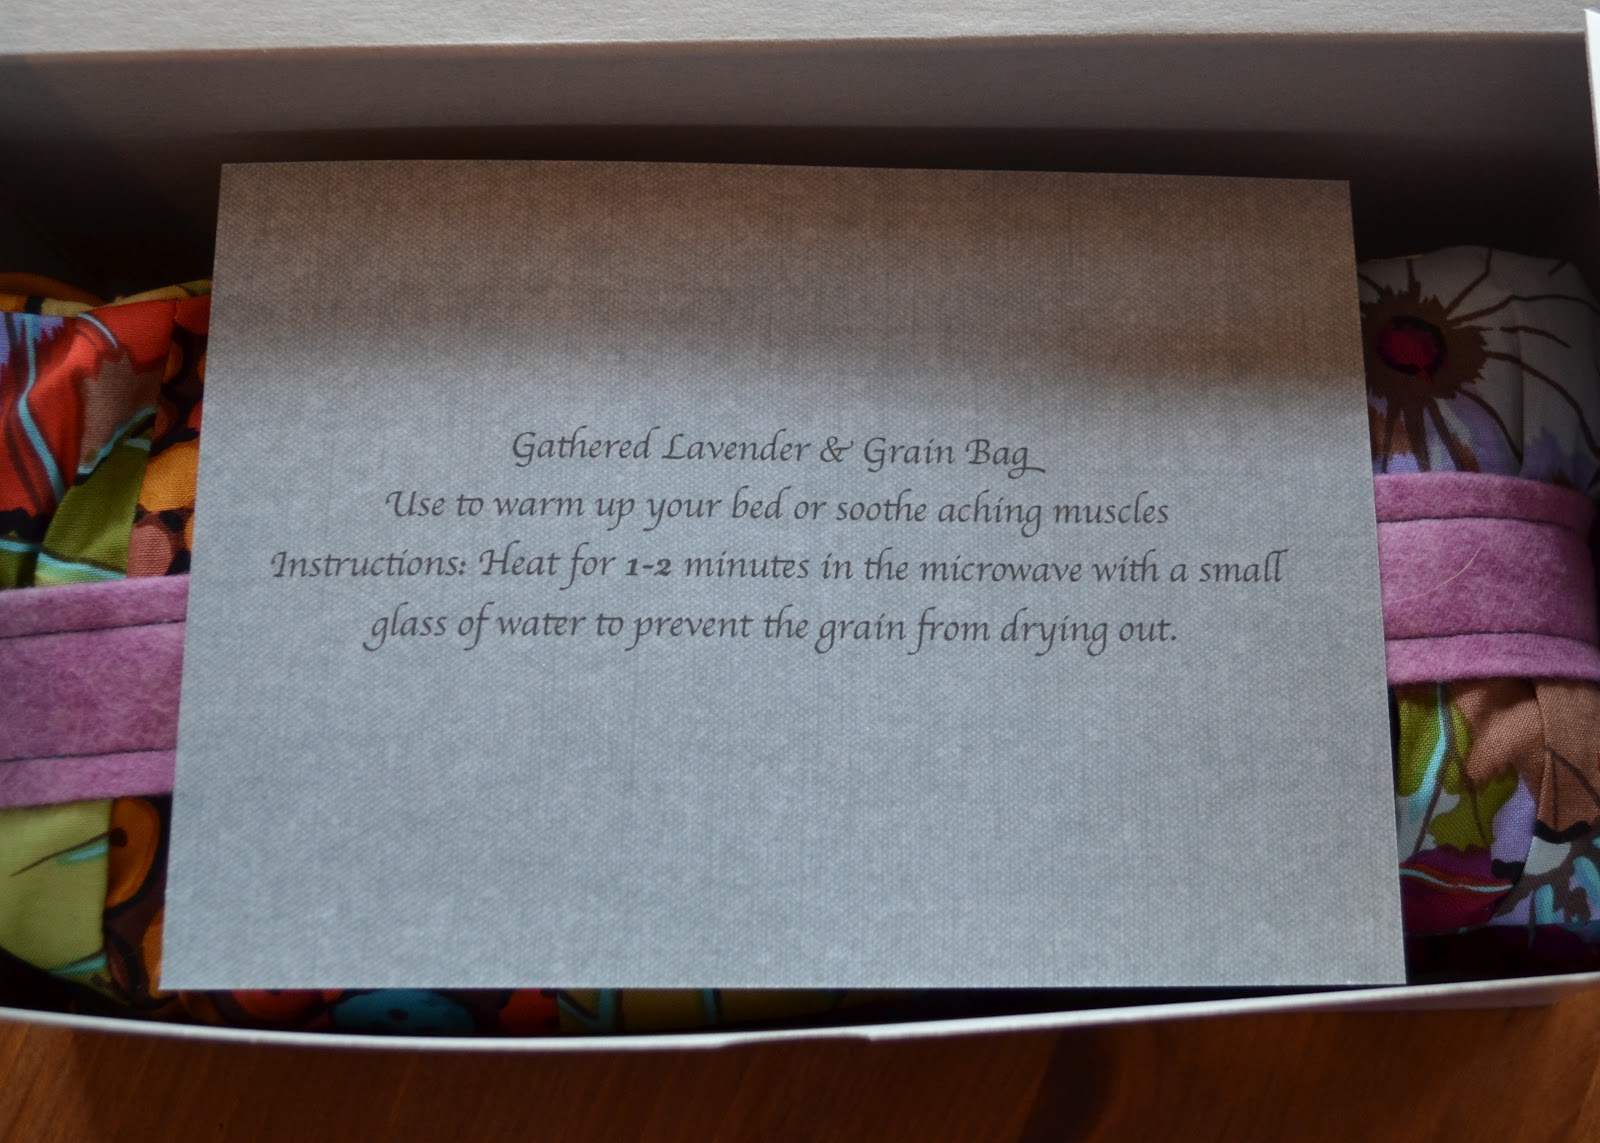 Gathered Lavender & Grain Bag
Use to warm up your bed or soothe aching muscles
Instructions: Heat for 1-2 minutes in the microwave with a small
glass of water to prevent the grain from drying out.